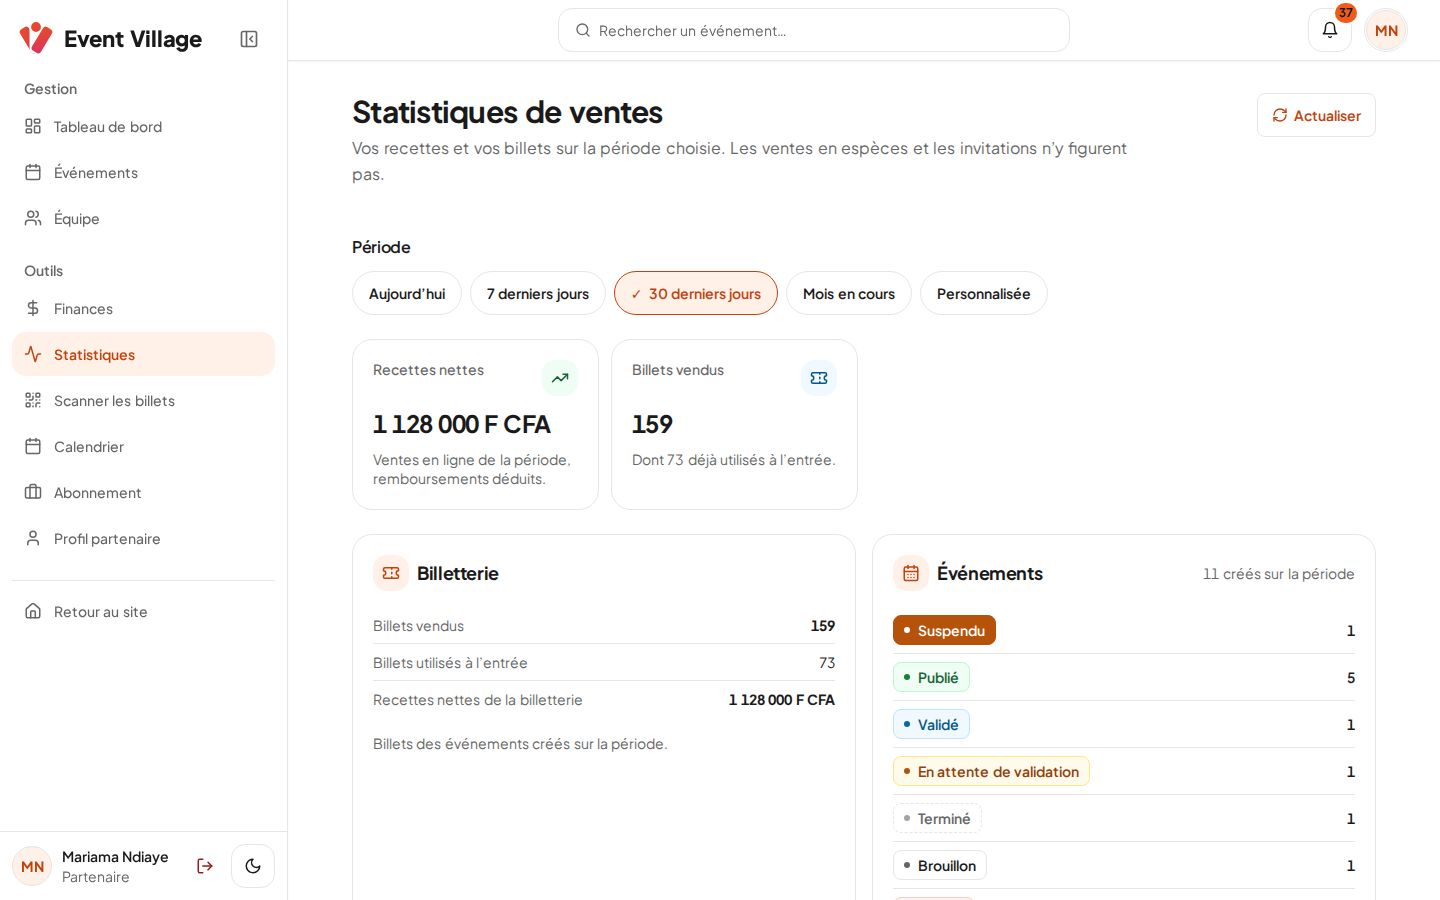 Event Village
Rechercher un événement…
37
MN
Gestion
Tableau de bord
Événements
Équipe
Outils
Finances
Statistiques
Scanner les billets
Calendrier
Abonnement
Profil partenaire
Retour au site
MN
Mariama Ndiaye
Partenaire
Statistiques de ventes
Actualiser
Vos recettes et vos billets sur la période choisie. Les ventes en espèces et les invitations n’y figurent
pas.
Période
Aujourd’hui
7 derniers jours
✓ 30 derniers jours
Mois en cours
Personnalisée
Recettes nettes
1 128 000 F CFA
Ventes en ligne de la période,
remboursements déduits.
Billets vendus
159
Dont 73 déjà utilisés à l’entrée.
Billetterie
Billets vendus 159
Billets utilisés à l’entrée 73
Recettes nettes de la billetterie 1 128 000 F CFA
Billets des événements créés sur la période.
Événements 11 créés sur la période
Suspendu 1
Publié 5
Validé 1
En attente de validation 1
Terminé 1
Brouillon 1